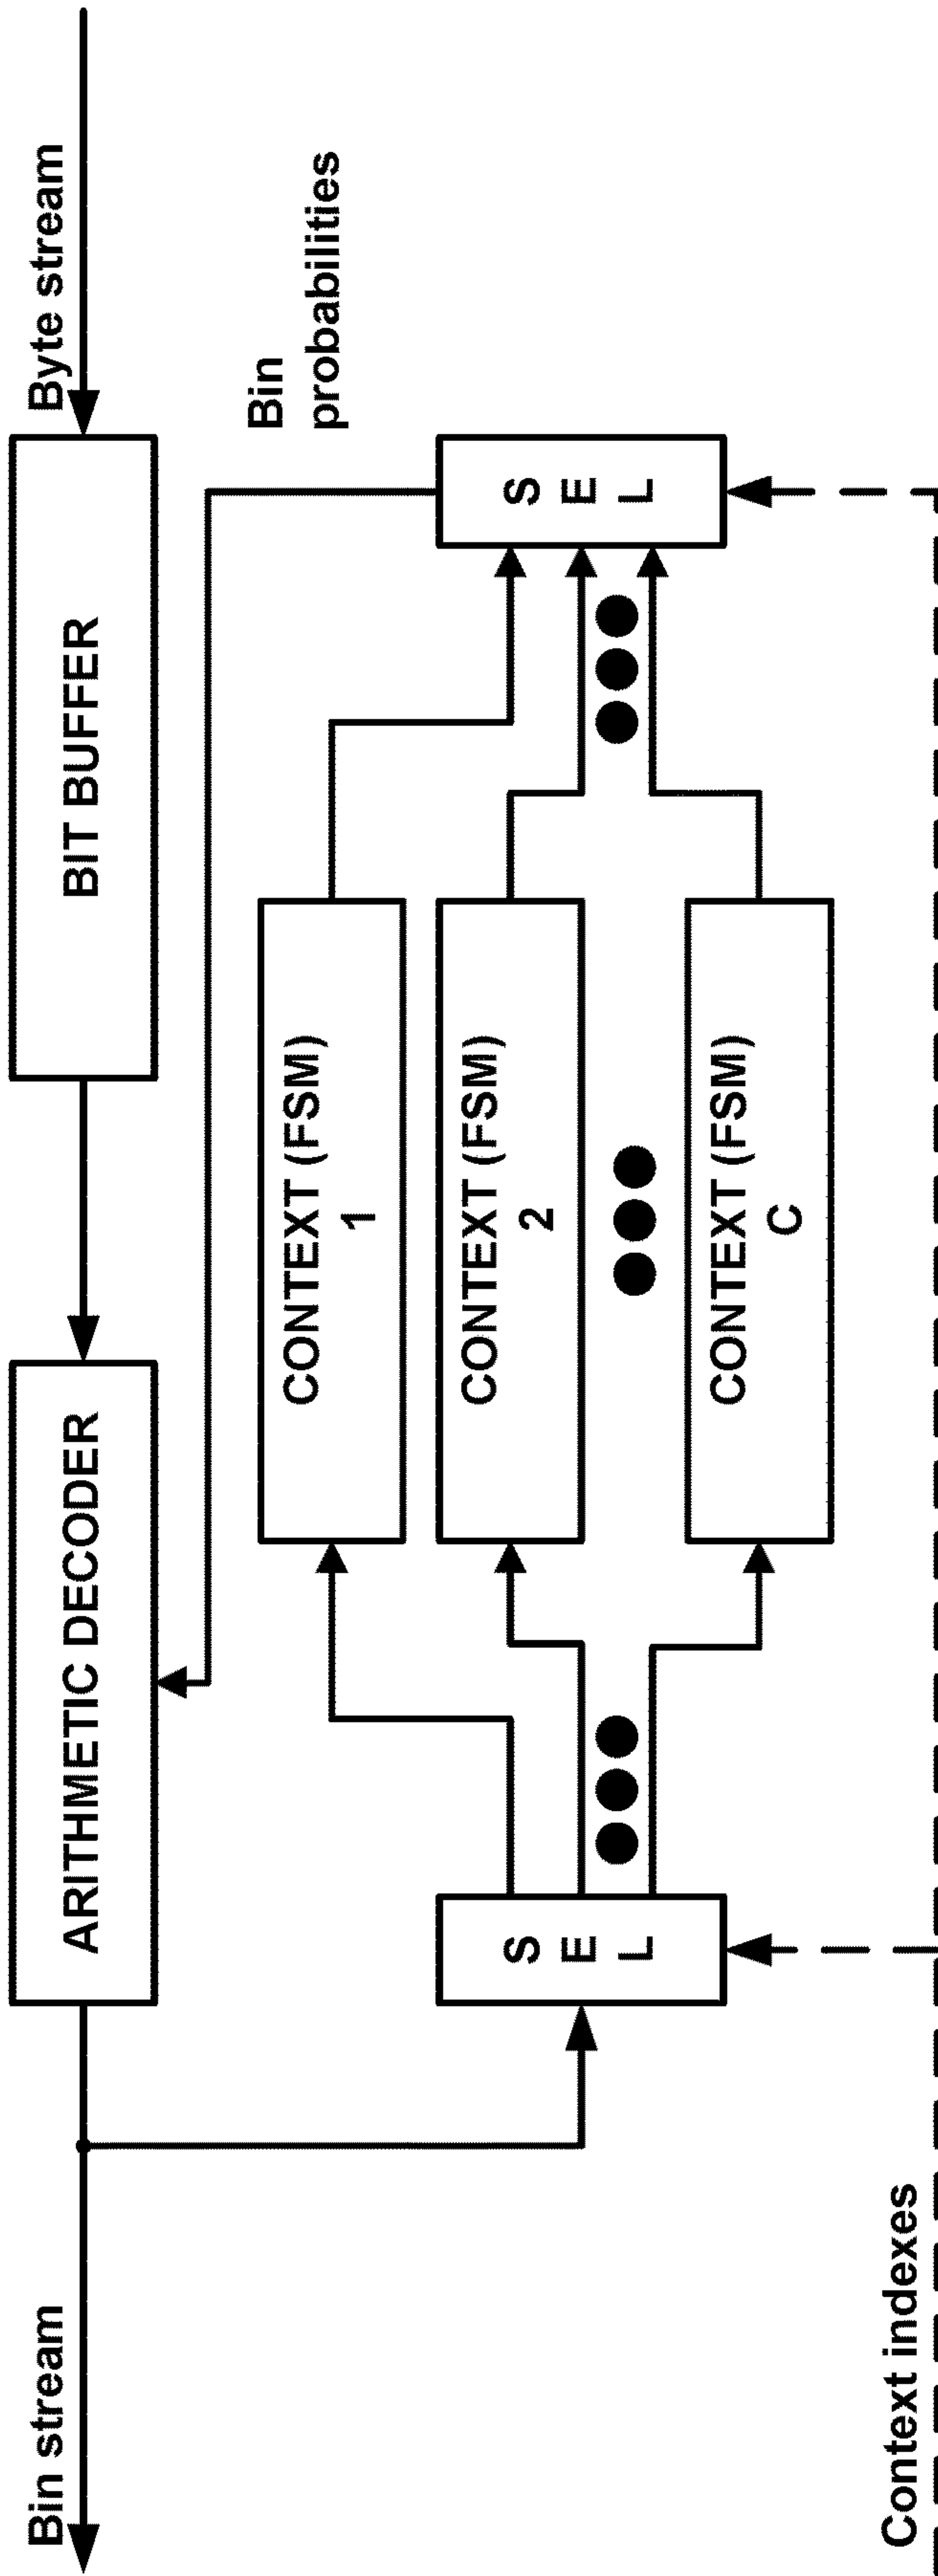 Bin stream
Byte stream
ARITHMETIC DECODER
BIT BUFFER
Bin
probabilities
CONTEXT (FSM)
1
CONTEXT (FSM)
2
CONTEXT (FSM)
C
S
E
L
S
E
L
Context indexes